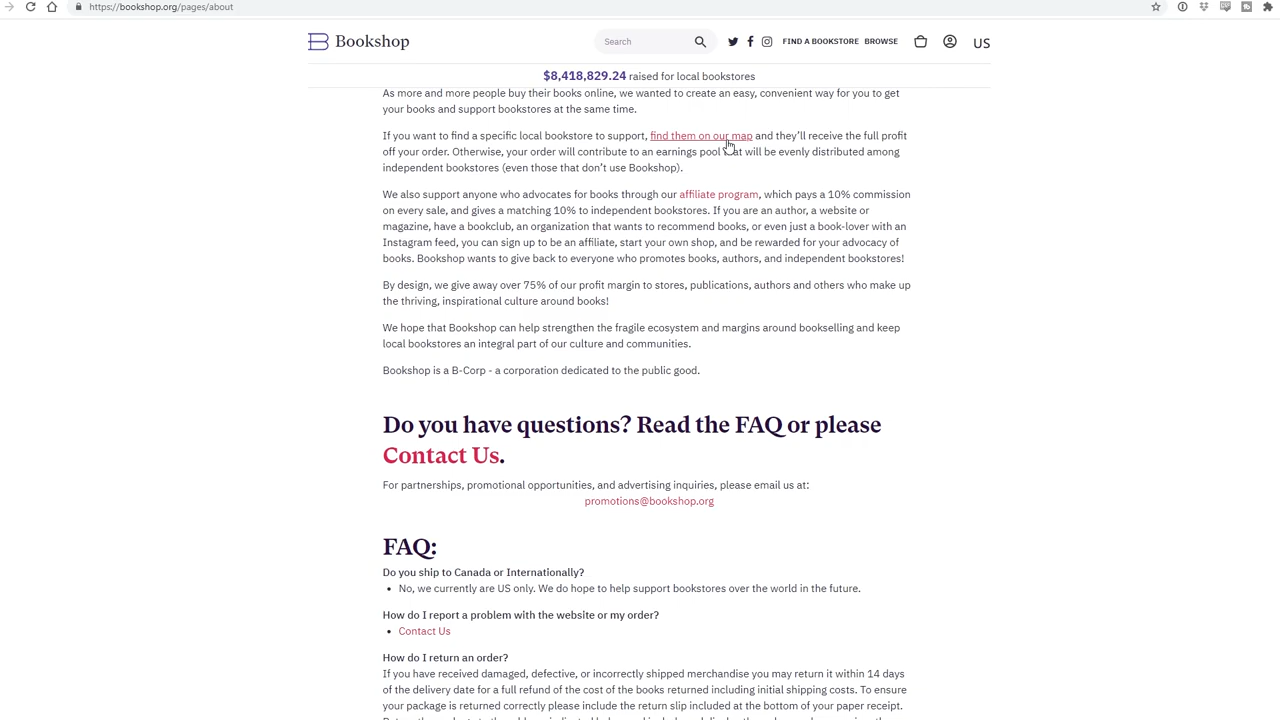 https://bookshop.org/pages/about
Bookshop
Search
FIND A BOOKSTORE BROWSE
US
$8,418,829.24 raised for local bookstores
As more and more people buy their books online, we wanted to create an easy, convenient way for you to get
your books and support bookstores at the same time.
If you want to find a specific local bookstore to support, find them on our map and they’ll receive the full profit
off your order. Otherwise, your order will contribute to an earnings pool that will be evenly distributed among
independent bookstores (even those that don’t use Bookshop).
We also support anyone who advocates for books through our affiliate program, which pays a 10% commission
on every sale, and gives a matching 10% to independent bookstores. If you are an author, a website or
magazine, have a bookclub, an organization that wants to recommend books, or even just a book-lover with an
Instagram feed, you can sign up to be an affiliate, start your own shop, and be rewarded for your advocacy of
books. Bookshop wants to give back to everyone who promotes books, authors, and independent bookstores!
By design, we give away over 75% of our profit margin to stores, publications, authors and others who make up
the thriving, inspirational culture around books!
We hope that Bookshop can help strengthen the fragile ecosystem and margins around bookselling and keep
local bookstores an integral part of our culture and communities.
Bookshop is a B-Corp - a corporation dedicated to the public good.
Do you have questions? Read the FAQ or please
Contact Us.
For partnerships, promotional opportunities, and advertising inquiries, please email us at:
promotions@bookshop.org
FAQ:
Do you ship to Canada or Internationally?
• No, we currently are US only. We do hope to help support bookstores over the world in the future.
How do I report a problem with the website or my order?
• Contact Us
How do I return an order?
If you have received damaged, defective, or incorrectly shipped merchandise you may return it within 14 days
of the delivery date for a full refund of the cost of the books returned including initial shipping costs. To ensure
your package is returned correctly please include the return slip included at the bottom of your paper receipt.